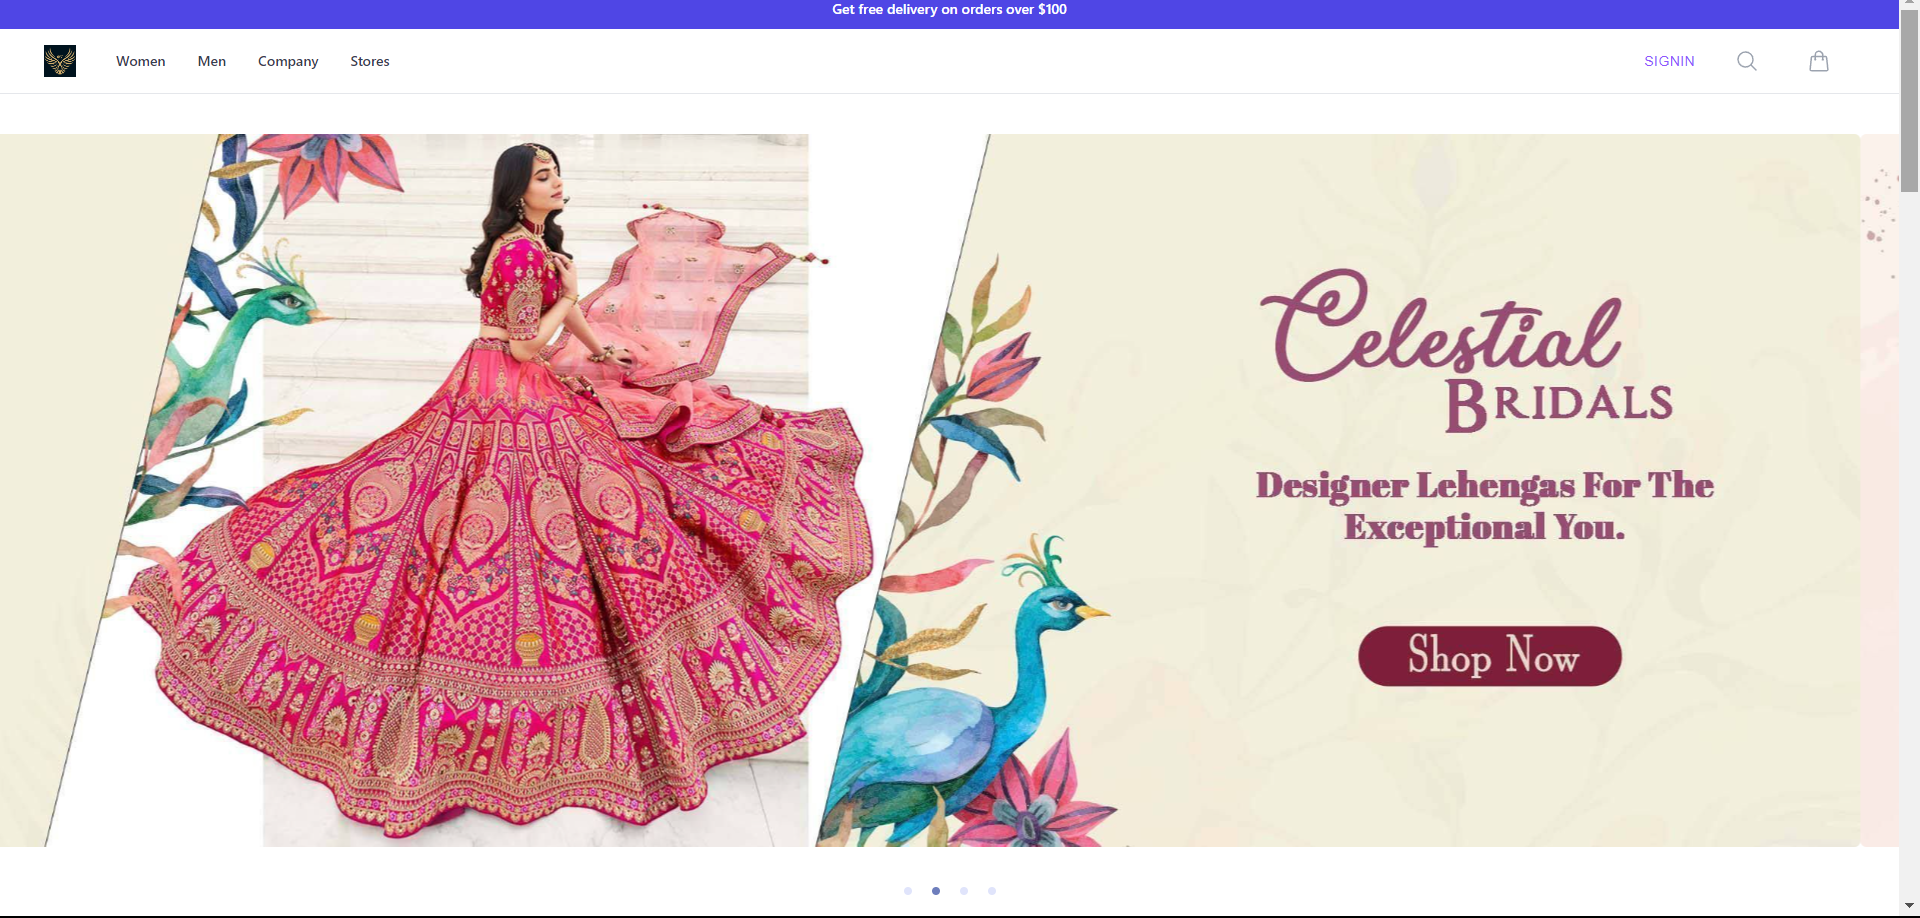 Get free delivery on orders over $100
Women Men Company Stores SIGNIN
Celestial
BRIDALS
Designer Lehengas For The
Exceptional You.
Shop Now